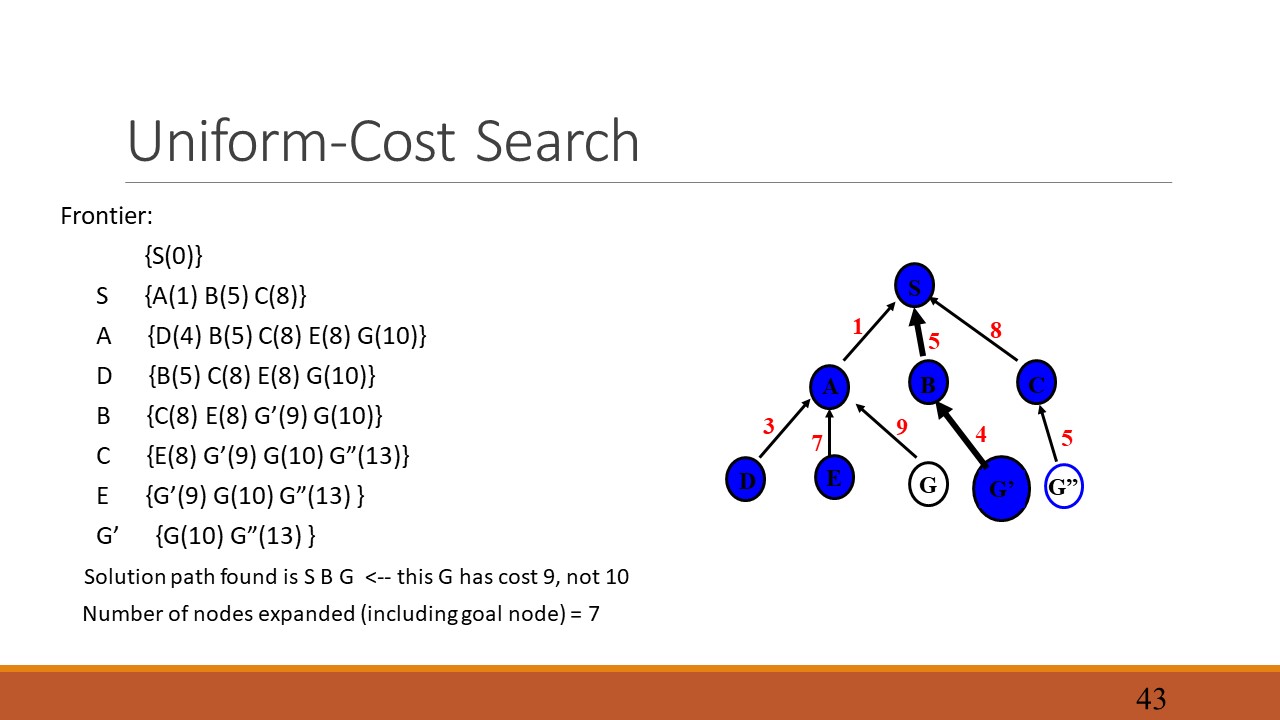 Uniform-Cost Search
Frontier:
{S(0)}
S {A(1) B(5) C(8)}
A {D(4) B(5) C(8) E(8) G(10)}
D {B(5) C(8) E(8) G(10)}
B {C(8) E(8) G’(9) G(10)}
C {E(8) G’(9) G(10) G”(13)}
E {G’(9) G(10) G”(13) }
G’ {G(10) G”(13) }
Solution path found is S B G <-- this G has cost 9, not 10
Number of nodes expanded (including goal node) = 7
S
1 5 8
A B C
3 7 9 4 5
D E G G’ G”
43